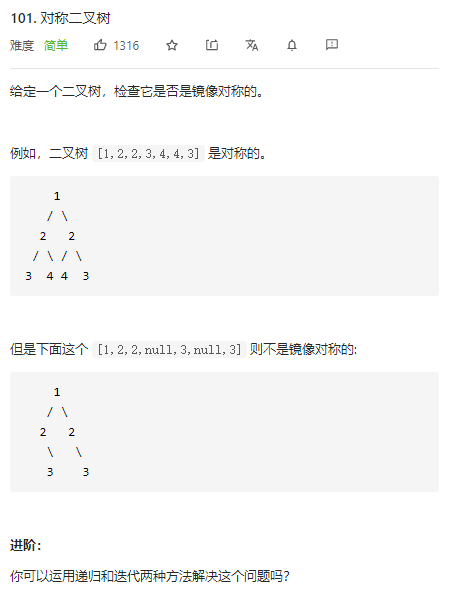 101. 对称二叉树
难度 简单 1316
给定一个二叉树，检查它是否是镜像对称的。
例如，二叉树 [1,2,2,3,4,4,3] 是对称的。
1
/ \
2 2
/ \ / \
3 4 4 3
但是下面这个 [1,2,2,null,3,null,3] 则不是镜像对称的:
1
/ \
2 2
\ \
3 3
进阶：
你可以运用递归和迭代两种方法解决这个问题吗？